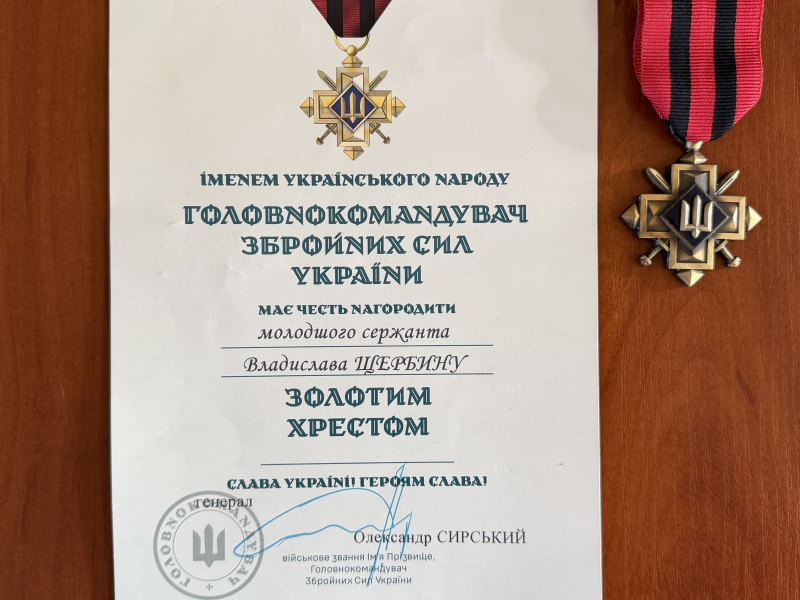 ІМЕНЕМ УКРАЇНСЬКОГО НАРОДУ
ГОЛОВНОКОМАНДУВАЧ
ЗБРОЙНИХ СИЛ
УКРАЇНИ
МАЄ ЧЕСТЬ НАГОРОДИТИ
молодшого сержанта
Владислава ЩЕРБИНУ
ЗОЛОТИМ
ХРЕСТОМ
СЛАВА УКРАЇНІ! ГЕРОЯМ СЛАВА!
генерал
Олександр СИРСЬКИЙ
військове звання Ім'я Прізвище,
Головнокомандувач
Збройних Сил України
ГОЛОВНОКОМАНДУВАЧ